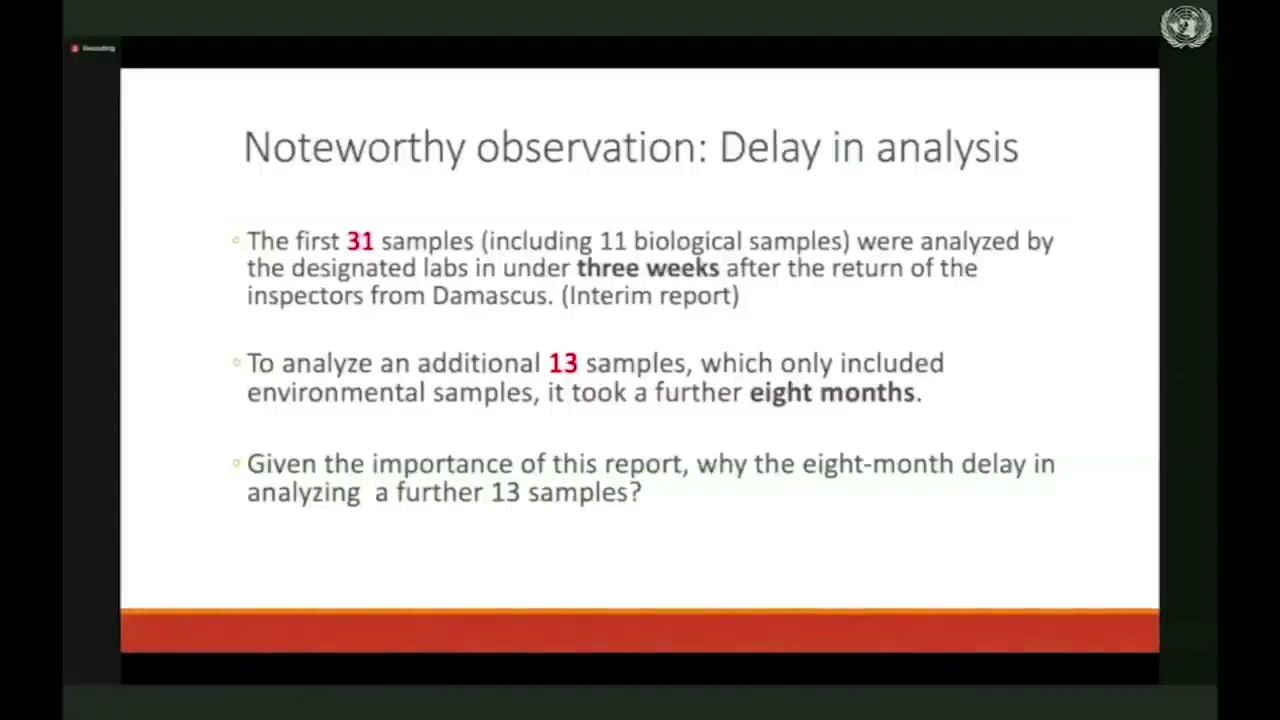 Recording
Noteworthy observation: Delay in analysis
◦ The first 31 samples (including 11 biological samples) were analyzed by
the designated labs in under three weeks after the return of the
inspectors from Damascus. (Interim report)
◦ To analyze an additional 13 samples, which only included
environmental samples, it took a further eight months.
◦ Given the importance of this report, why the eight-month delay in
analyzing  a further 13 samples?